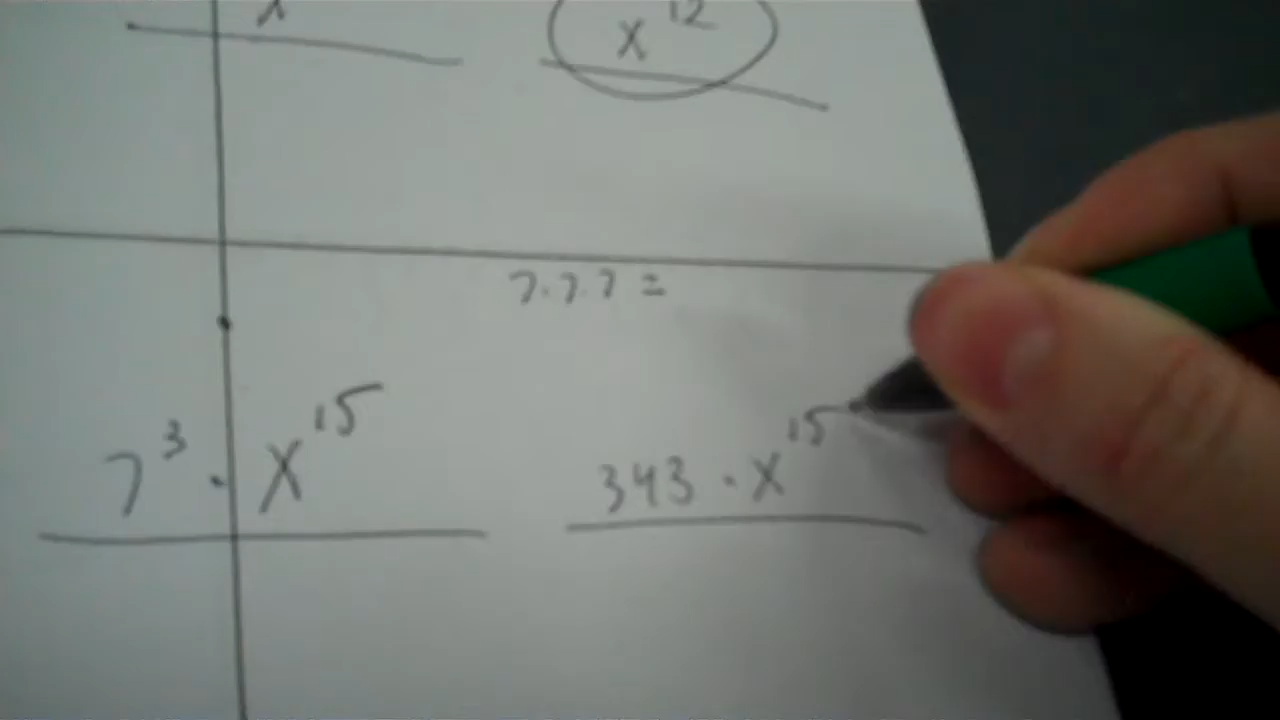 x x¹²
7.7.7 =
7³ · x¹⁵ 343 · x¹⁵